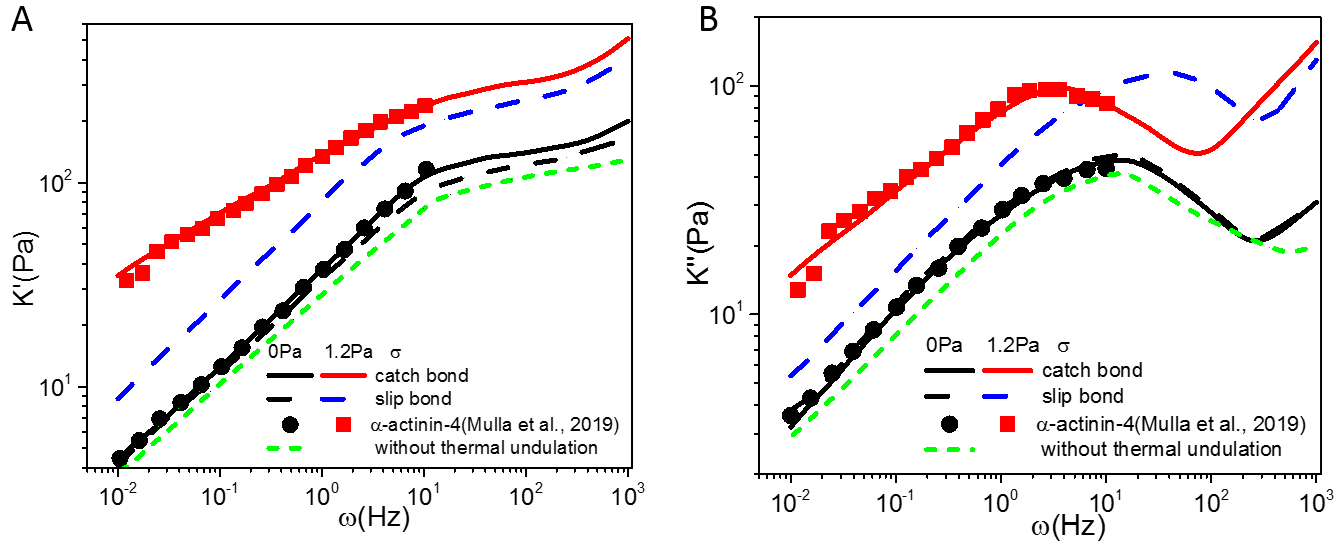 A
K'(Pa)
10²
10¹
0Pa 1.2Pa σ
catch bond
slip bond
α-actinin-4(Mulla et al., 2019)
without thermal undulation
10⁻² 10⁻¹ 10⁰ 10¹ 10² 10³
ω(Hz)
B
K"(Pa)
10²
10¹
0Pa 1.2Pa σ
catch bond
slip bond
α-actinin-4(Mulla et al., 2019)
without thermal undulation
10⁻² 10⁻¹ 10⁰ 10¹ 10² 10³
ω(Hz)